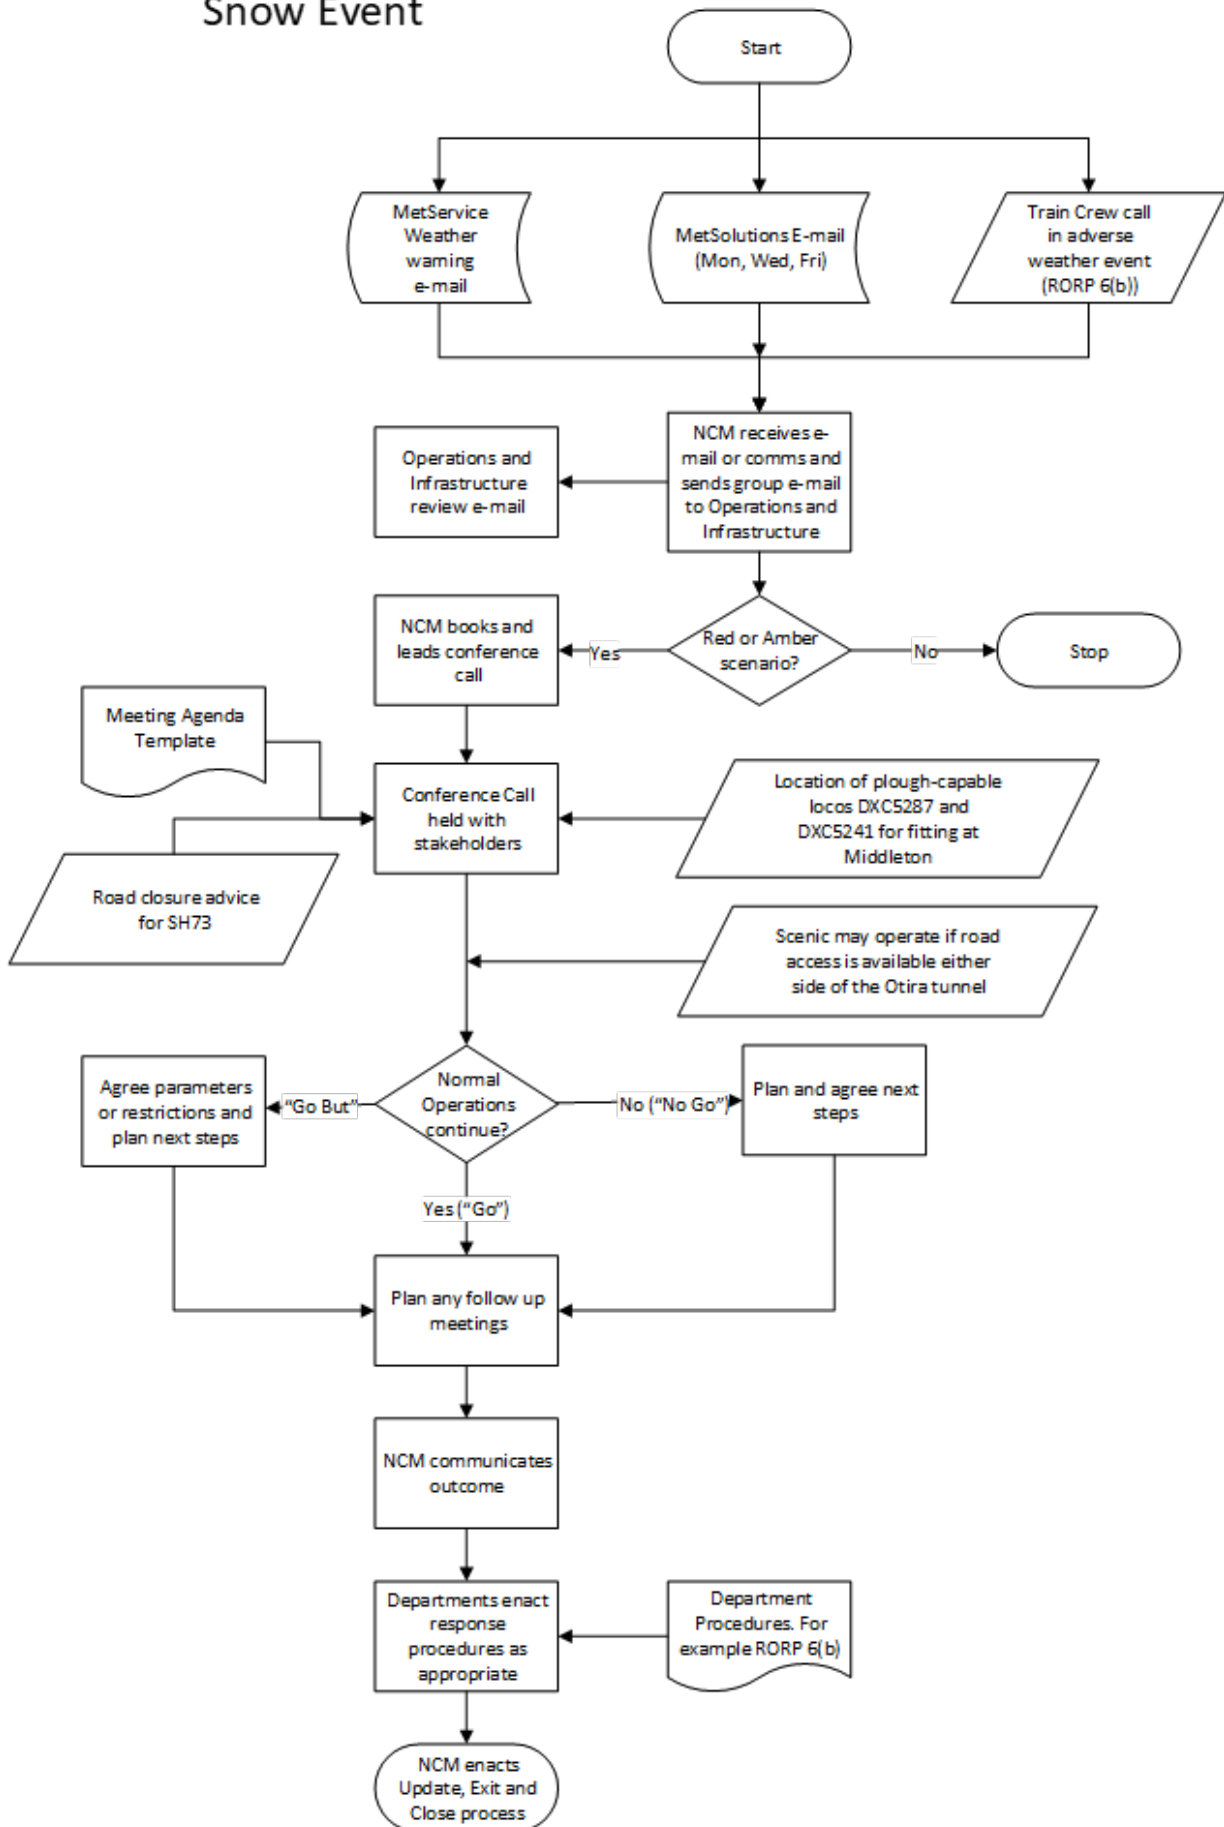 Snow Event
Start
MetService
Weather
warning
e-mail
MetSolutions E-mail
(Mon, Wed, Fri)
Train Crew call
in adverse
weather event
(RORP 6(b))
Operations and
Infrastructure
review e-mail
NCM receives e-
mail or comms and
sends group e-mail
to Operations and
Infrastructure
NCM books and
leads conference
call
Yes
Red or Amber
scenario?
No
Stop
Meeting Agenda
Template
Conference Call
held with
stakeholders
Location of plough-capable
locos DXC5287 and
DXC5241 for fitting at
Middleton
Road closure advice
for SH73
Scenic may operate if road
access is available either
side of the Otira tunnel
Agree parameters
or restrictions and
plan next steps
“Go But”
Normal
Operations
continue?
No (“No Go”)
Plan and agree next
steps
Yes (“Go”)
Plan any follow up
meetings
NCM communicates
outcome
Departments enact
response
procedures as
appropriate
Department
Procedures. For
example RORP 6(b)
NCM enacts
Update, Exit and
Close process